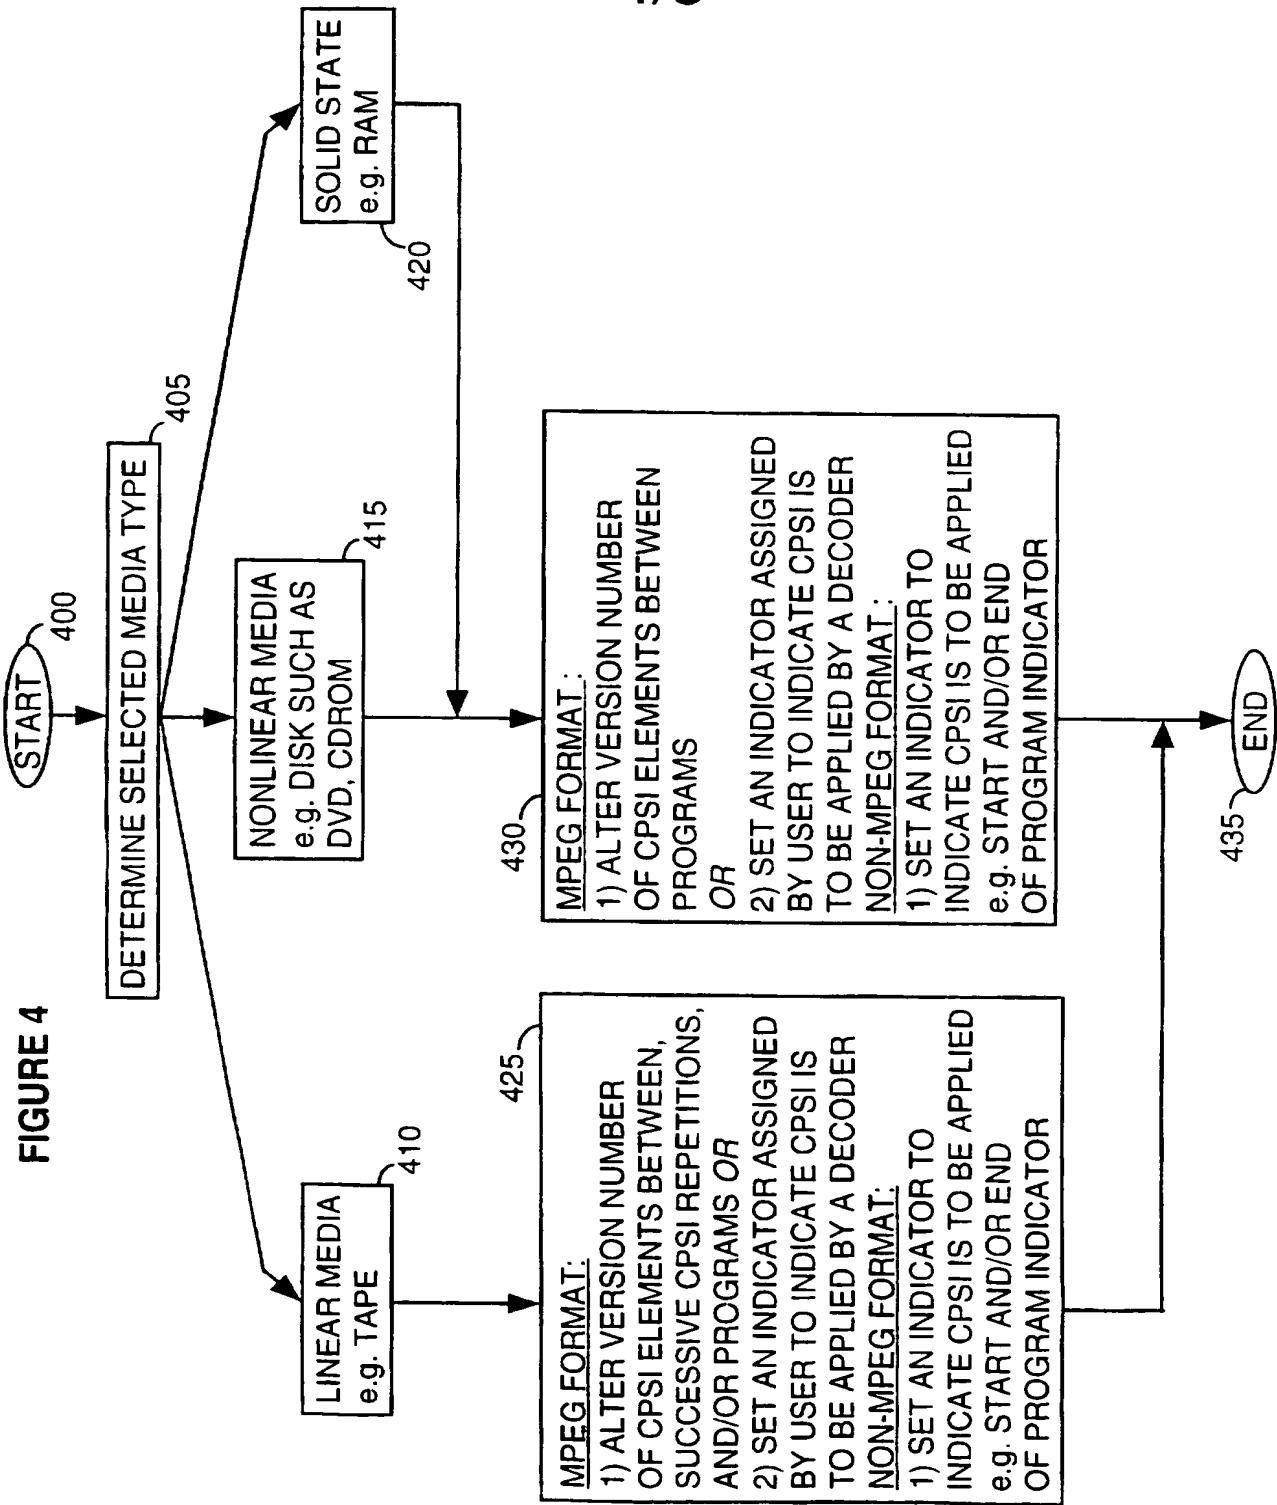 FIGURE 4
START
400
DETERMINE SELECTED MEDIA TYPE
405
LINEAR MEDIA
e.g. TAPE
410
NONLINEAR MEDIA
e.g. DISK SUCH AS
DVD, CDROM
415
SOLID STATE
e.g. RAM
420
425
MPEG FORMAT:
1) ALTER VERSION NUMBER
OF CPSI ELEMENTS BETWEEN,
SUCCESSIVE CPSI REPETITIONS,
AND/OR PROGRAMS OR
2) SET AN INDICATOR ASSIGNED
BY USER TO INDICATE CPSI IS
TO BE APPLIED BY A DECODER
NON-MPEG FORMAT:
1) SET AN INDICATOR TO
INDICATE CPSI IS TO BE APPLIED
e.g. START AND/OR END
OF PROGRAM INDICATOR
430
MPEG FORMAT :
1) ALTER VERSION NUMBER
OF CPSI ELEMENTS BETWEEN
PROGRAMS
OR
2) SET AN INDICATOR ASSIGNED
BY USER TO INDICATE CPSI IS
TO BE APPLIED BY A DECODER
NON-MPEG FORMAT :
1) SET AN INDICATOR TO
INDICATE CPSI IS TO BE APPLIED
e.g. START AND/OR END
OF PROGRAM INDICATOR
435
END